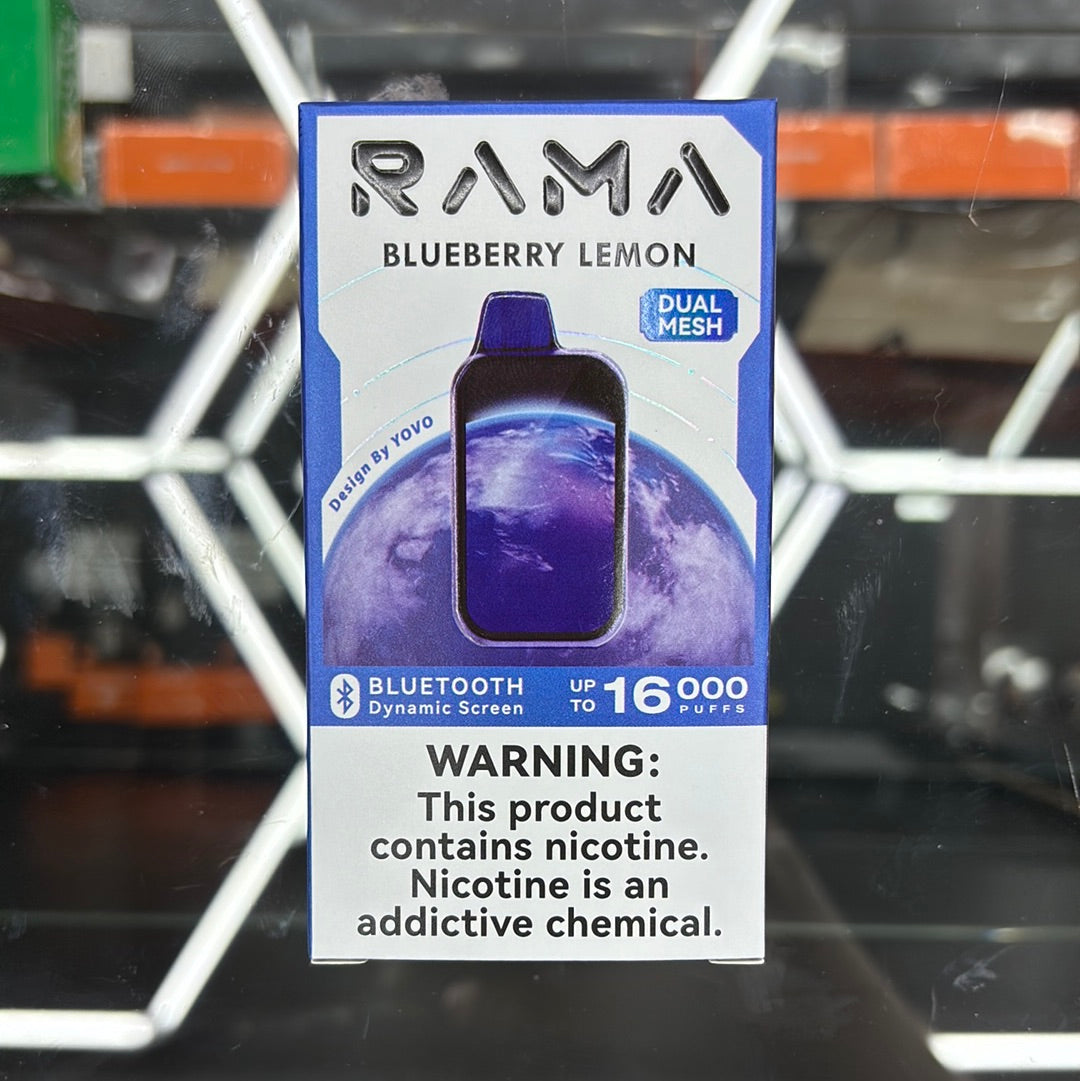 RAMA
BLUEBERRY LEMON
DUAL
MESH
Design By YOVO
BLUETOOTH
Dynamic Screen
UP
TO
16000
PUFFS
WARNING:
This product
contains nicotine.
Nicotine is an
addictive chemical.